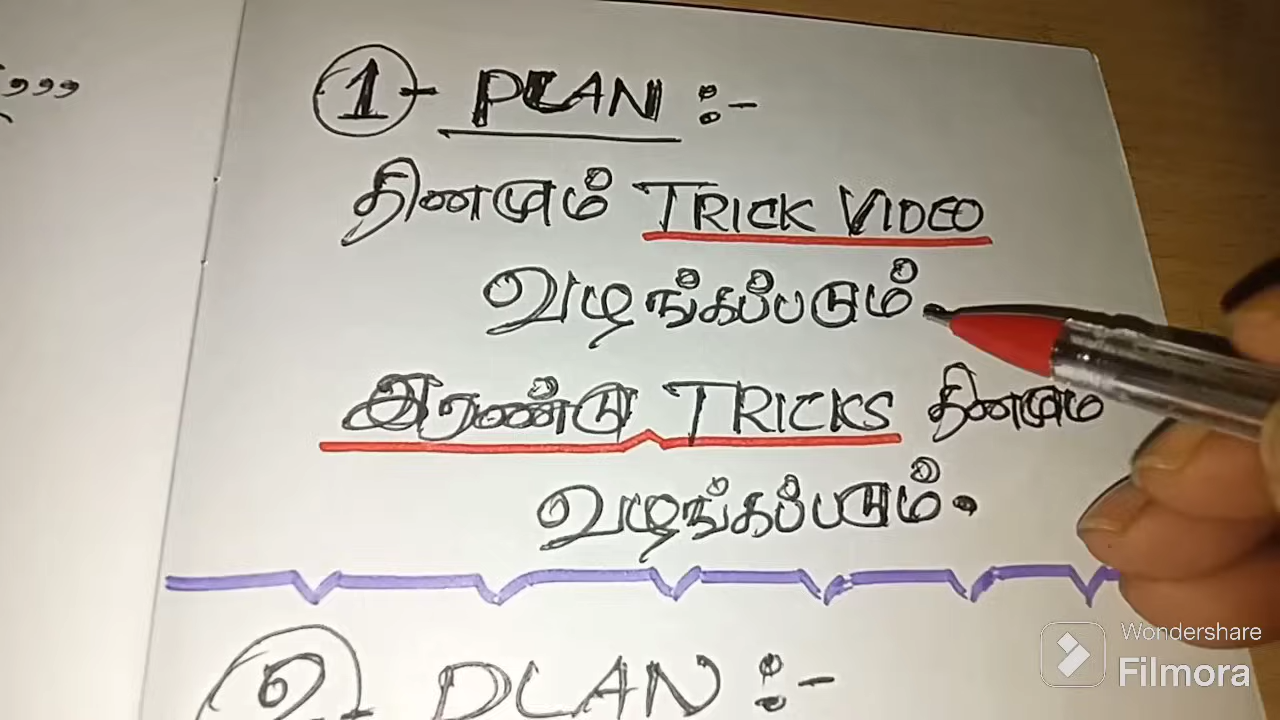 ,,,
① - PLAN :-
தினமும் TRICK VIDEO
வழங்கப்படும்.
இரண்டு TRICKS தினமும்
வழங்கப்படும்.
② - PLAN :-
Wondershare
Filmora